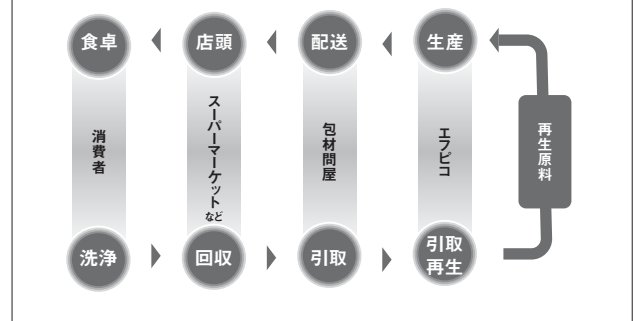 食卓
店頭
配送
生産
消費者
スーパーマーケットなど
包材問屋
エフピコ
再生原料
洗浄
回収
引取
引取
再生